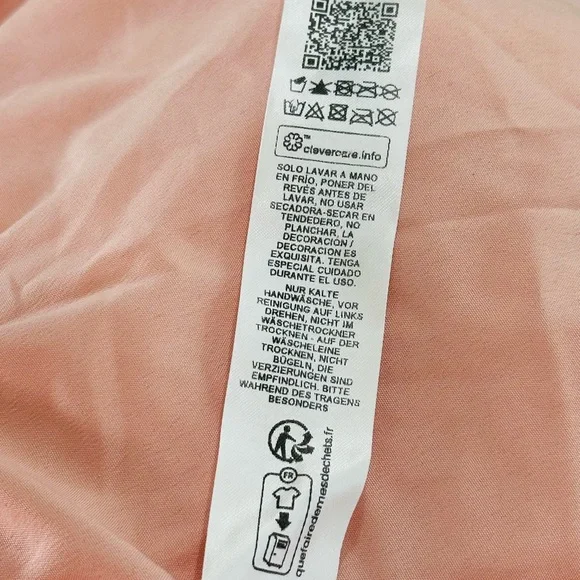 ™
clevercare.info
SOLO LAVAR A MANO
EN FRÍO, PONER DEL
REVÉS ANTES DE
LAVAR, NO USAR
SECADORA-SECAR EN
TENDEDERO, NO
PLANCHAR, LA
DECORACIÓN /
DECORACION ES
EXQUISITA. TENGA
ESPECIAL CUIDADO
DURANTE EL USO.
NUR KALTE
HANDWÄSCHE, VOR
REINIGUNG AUF LINKS
DREHEN, NICHT IM
WÄSCHETROCKNER
TROCKNEN - AUF DER
WÄSCHELEINE
TROCKNEN, NICHT
BÜGELN, DIE
VERZIERUNGEN SIND
EMPFINDLICH. BITTE
WAHREND DES TRAGENS
BESONDERS
FR
quefairedemesdechets.fr